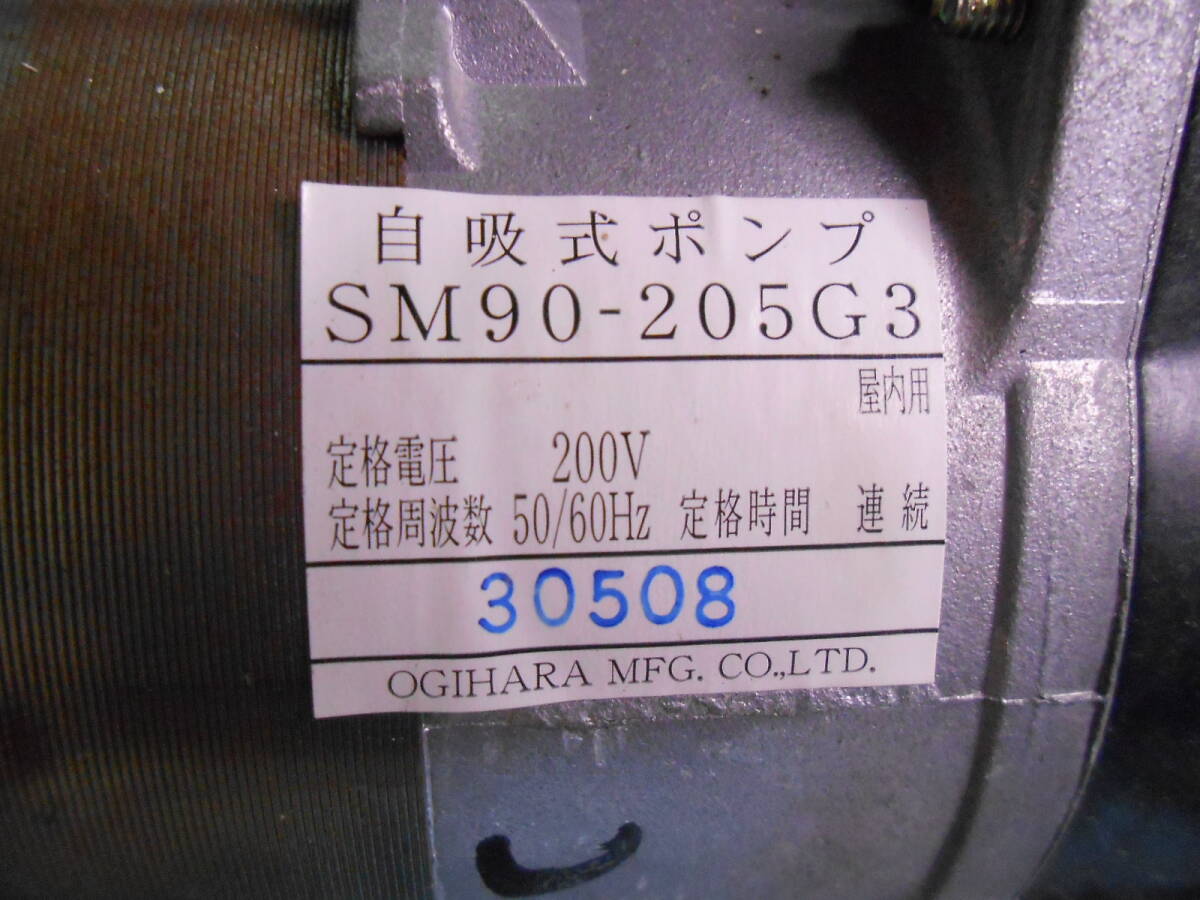 自吸式ポンプ
SM90-205G3
屋内用
定格電圧 200V
定格周波数 50/60Hz 定格時間 連続
30508
OGIHARA MFG. CO.,LTD.